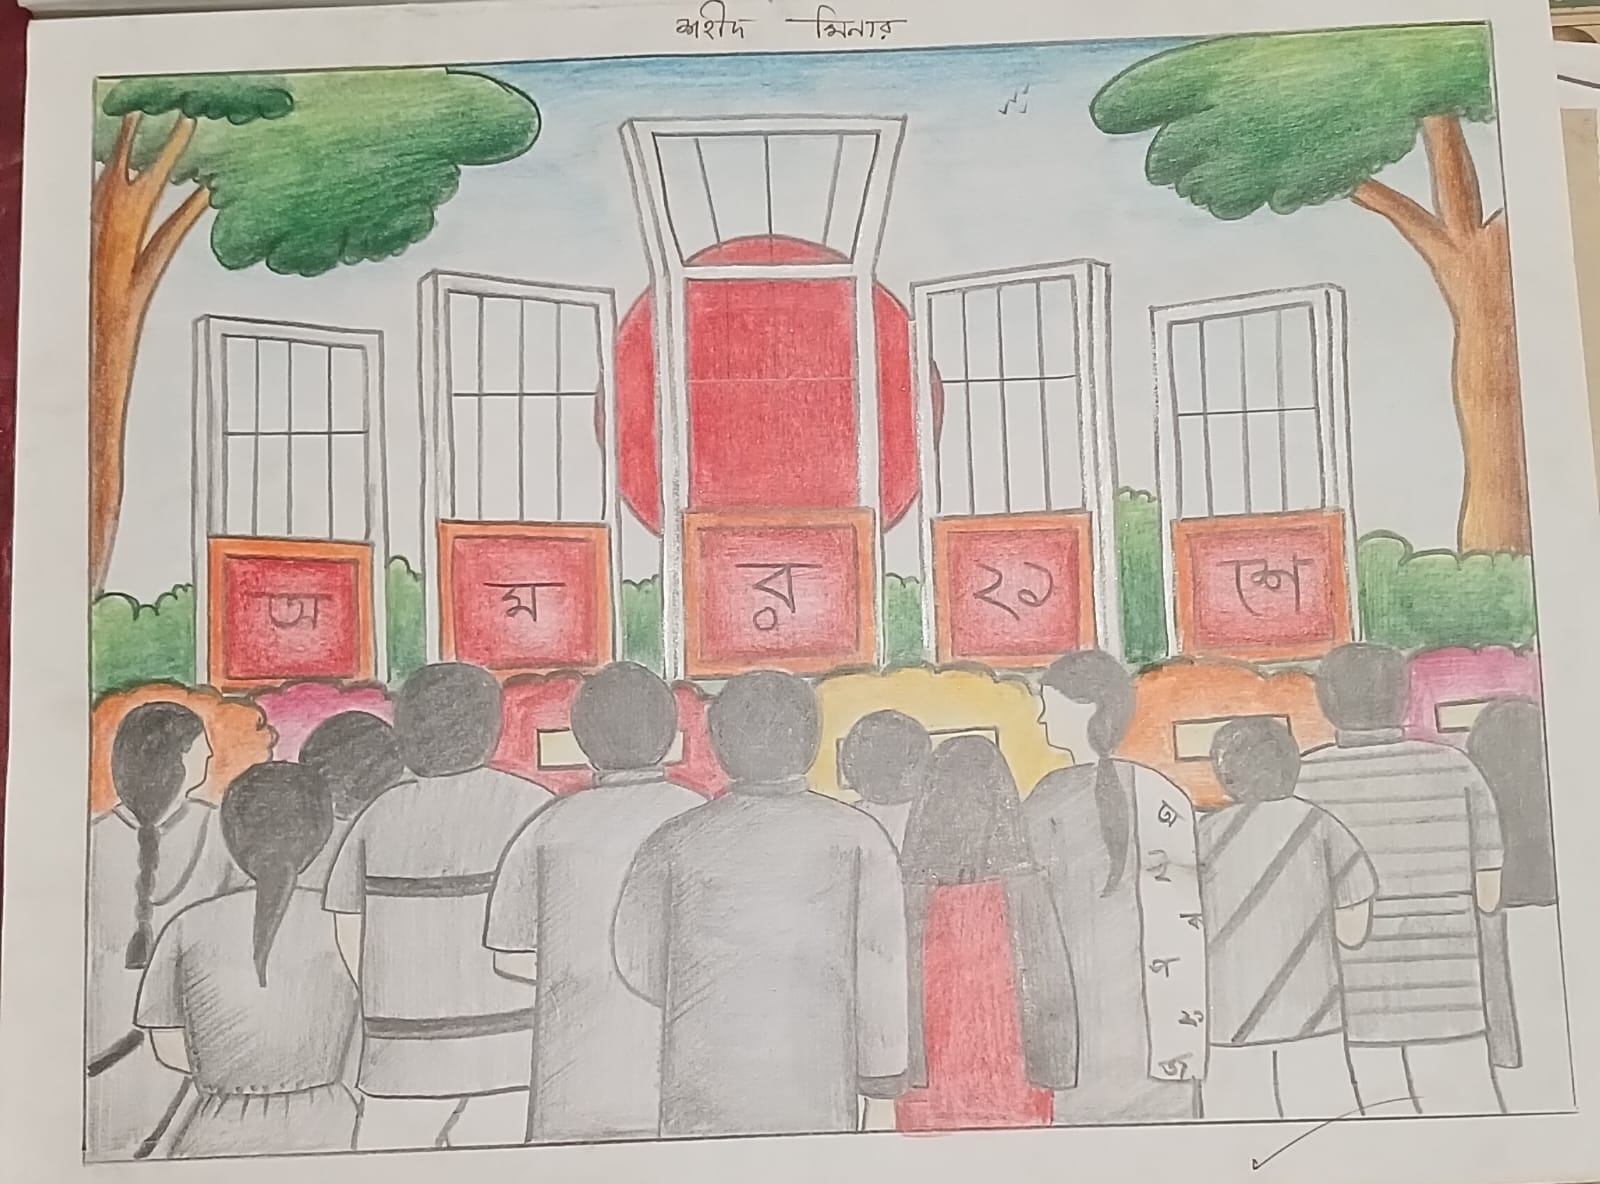 শহীদ মিনার
অ ম র ২১ শে
অ
ই
শ
প
ক
জ